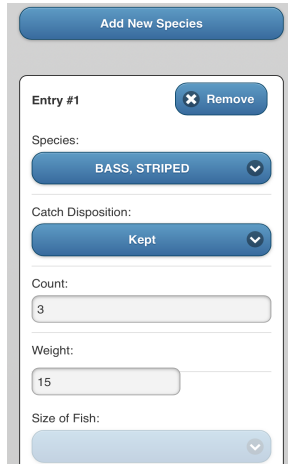 Add New Species
Entry #1
Remove
Species:
BASS, STRIPED
Catch Disposition:
Kept
Count:
3
Weight:
15
Size of Fish: